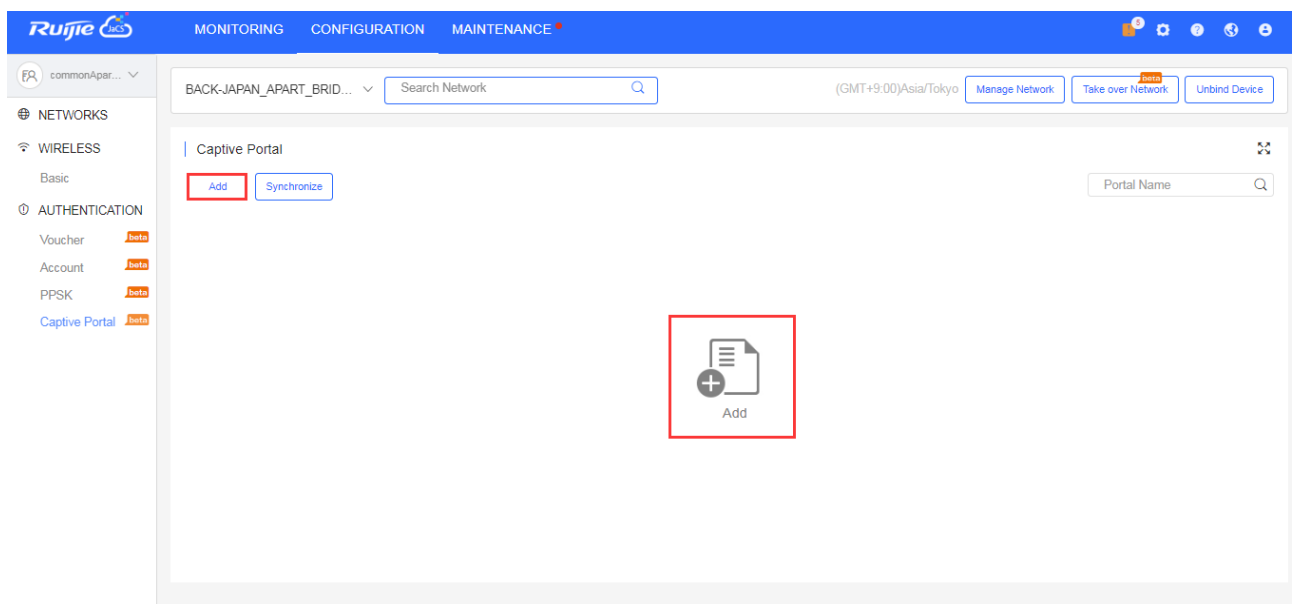 Ruijie JaCS MONITORING CONFIGURATION MAINTENANCE 5
commonApar...
BACK-JAPAN_APART_BRID... Search Network (GMT+9:00)Asia/Tokyo Manage Network Take over Network beta Unbind Device
NETWORKS
WIRELESS
Basic
AUTHENTICATION
Voucher beta
Account beta
PPSK beta
Captive Portal beta
Captive Portal
Add Synchronize Portal Name
Add